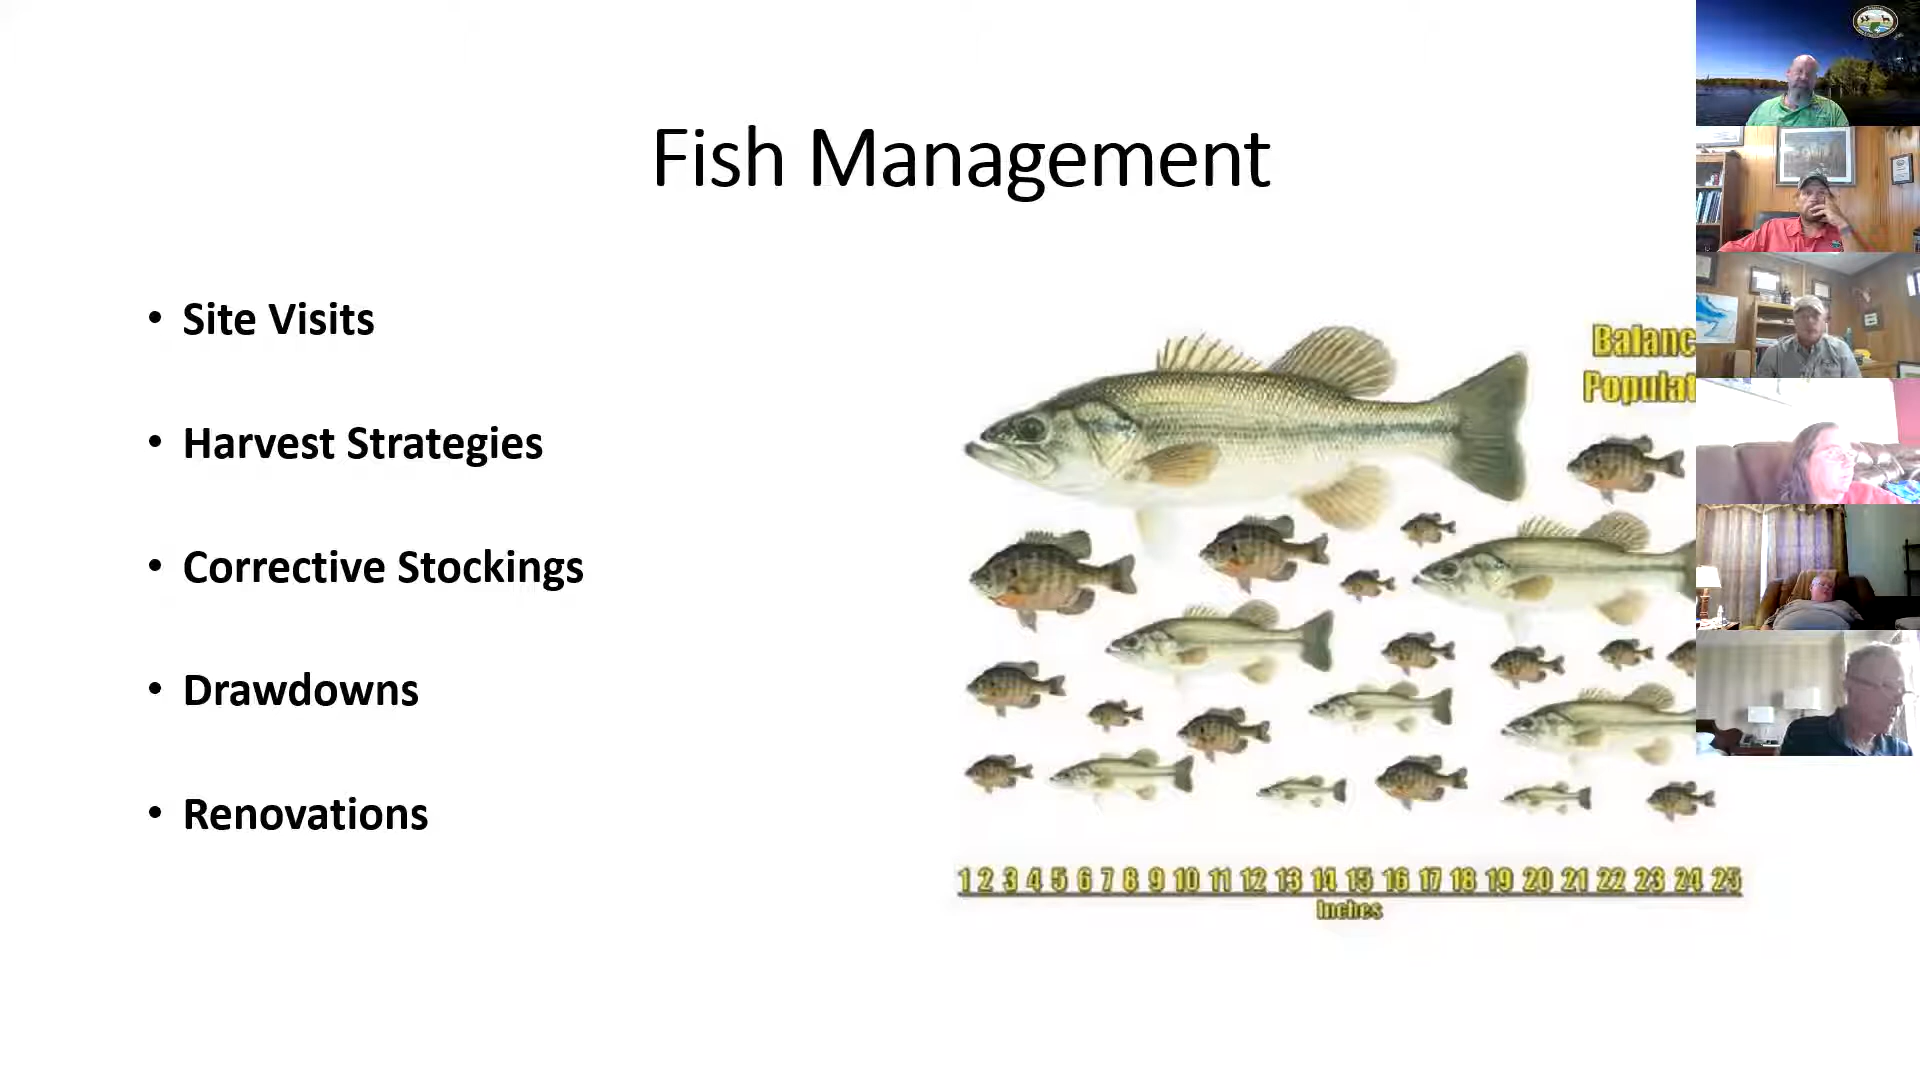 Fish Management
• Site Visits
• Harvest Strategies
• Corrective Stockings
• Drawdowns
• Renovations
Balanc
Populat
1 2 3 4 5 6 7 8 9 10 11 12 13 14 15 16 17 18 19 20 21 22 23 24 25
Inches